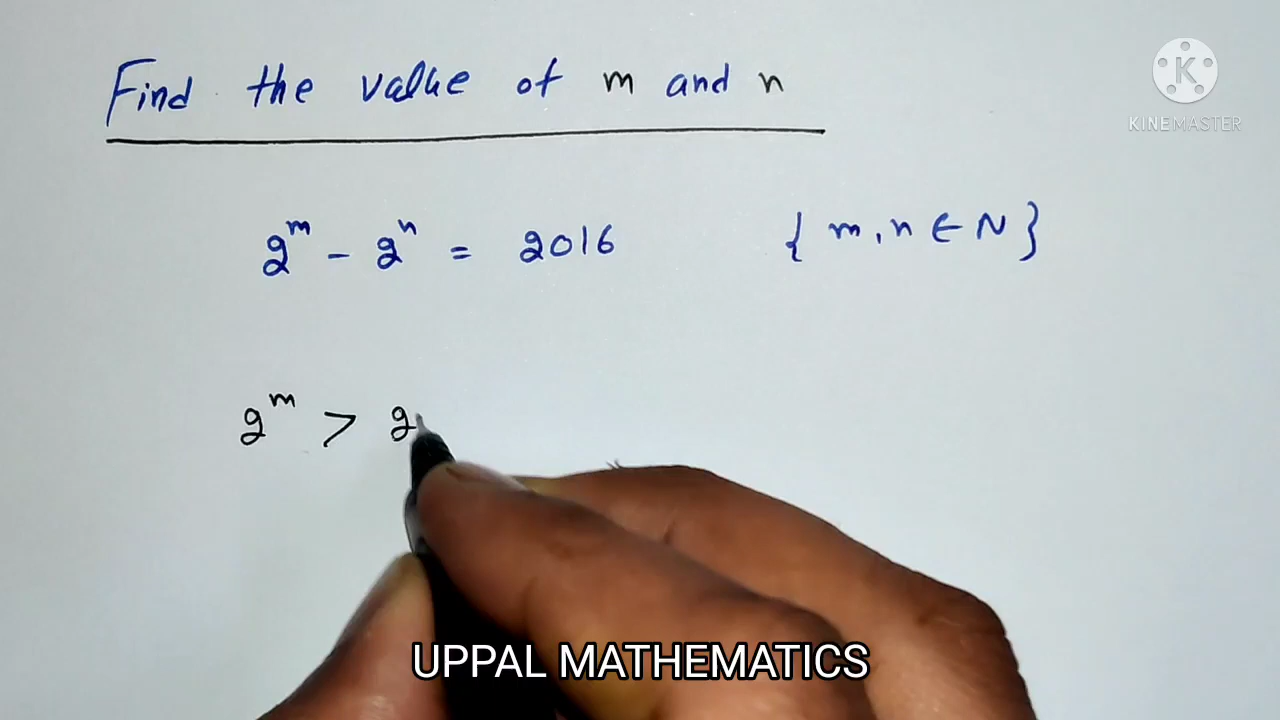 Find the value of m and n
KINEMASTER
2^m - 2^n = 2016 { m, n ∈ N }
2^m > 2
UPPAL MATHEMATICS